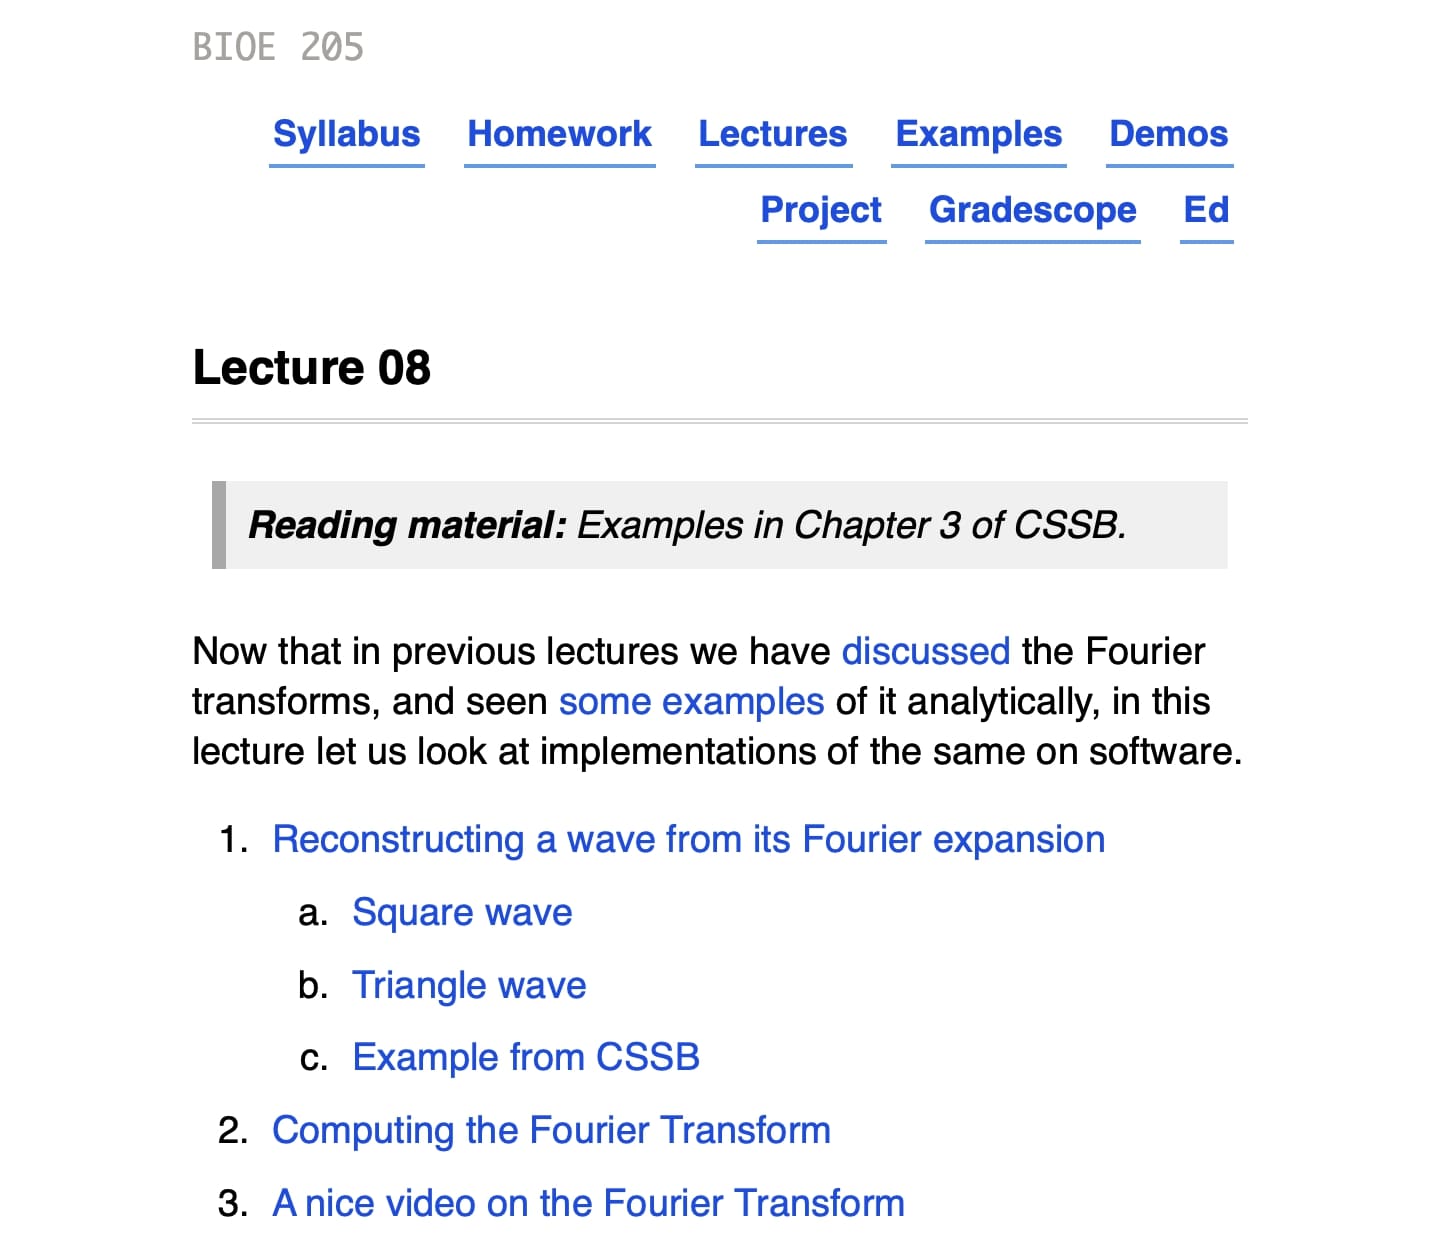 BIOE 205
Syllabus Homework Lectures Examples Demos
Project Gradescope Ed
Lecture 08
Reading material: Examples in Chapter 3 of CSSB.
Now that in previous lectures we have discussed the Fourier
transforms, and seen some examples of it analytically, in this
lecture let us look at implementations of the same on software.
1. Reconstructing a wave from its Fourier expansion
a. Square wave
b. Triangle wave
c. Example from CSSB
2. Computing the Fourier Transform
3. A nice video on the Fourier Transform